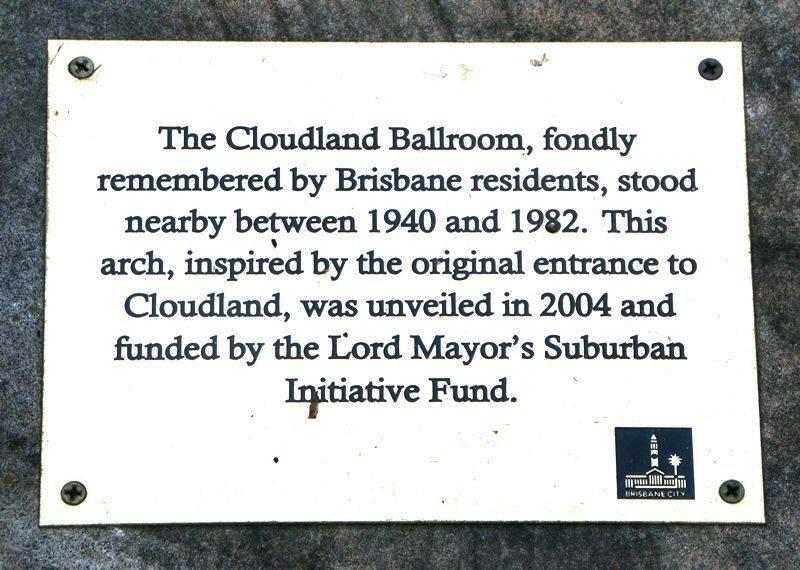 The Cloudland Ballroom, fondly
remembered by Brisbane residents, stood
nearby between 1940 and 1982. This
arch, inspired by the original entrance to
Cloudland, was unveiled in 2004 and
funded by the Lord Mayor's Suburban
Initiative Fund.
BRISBANE CITY